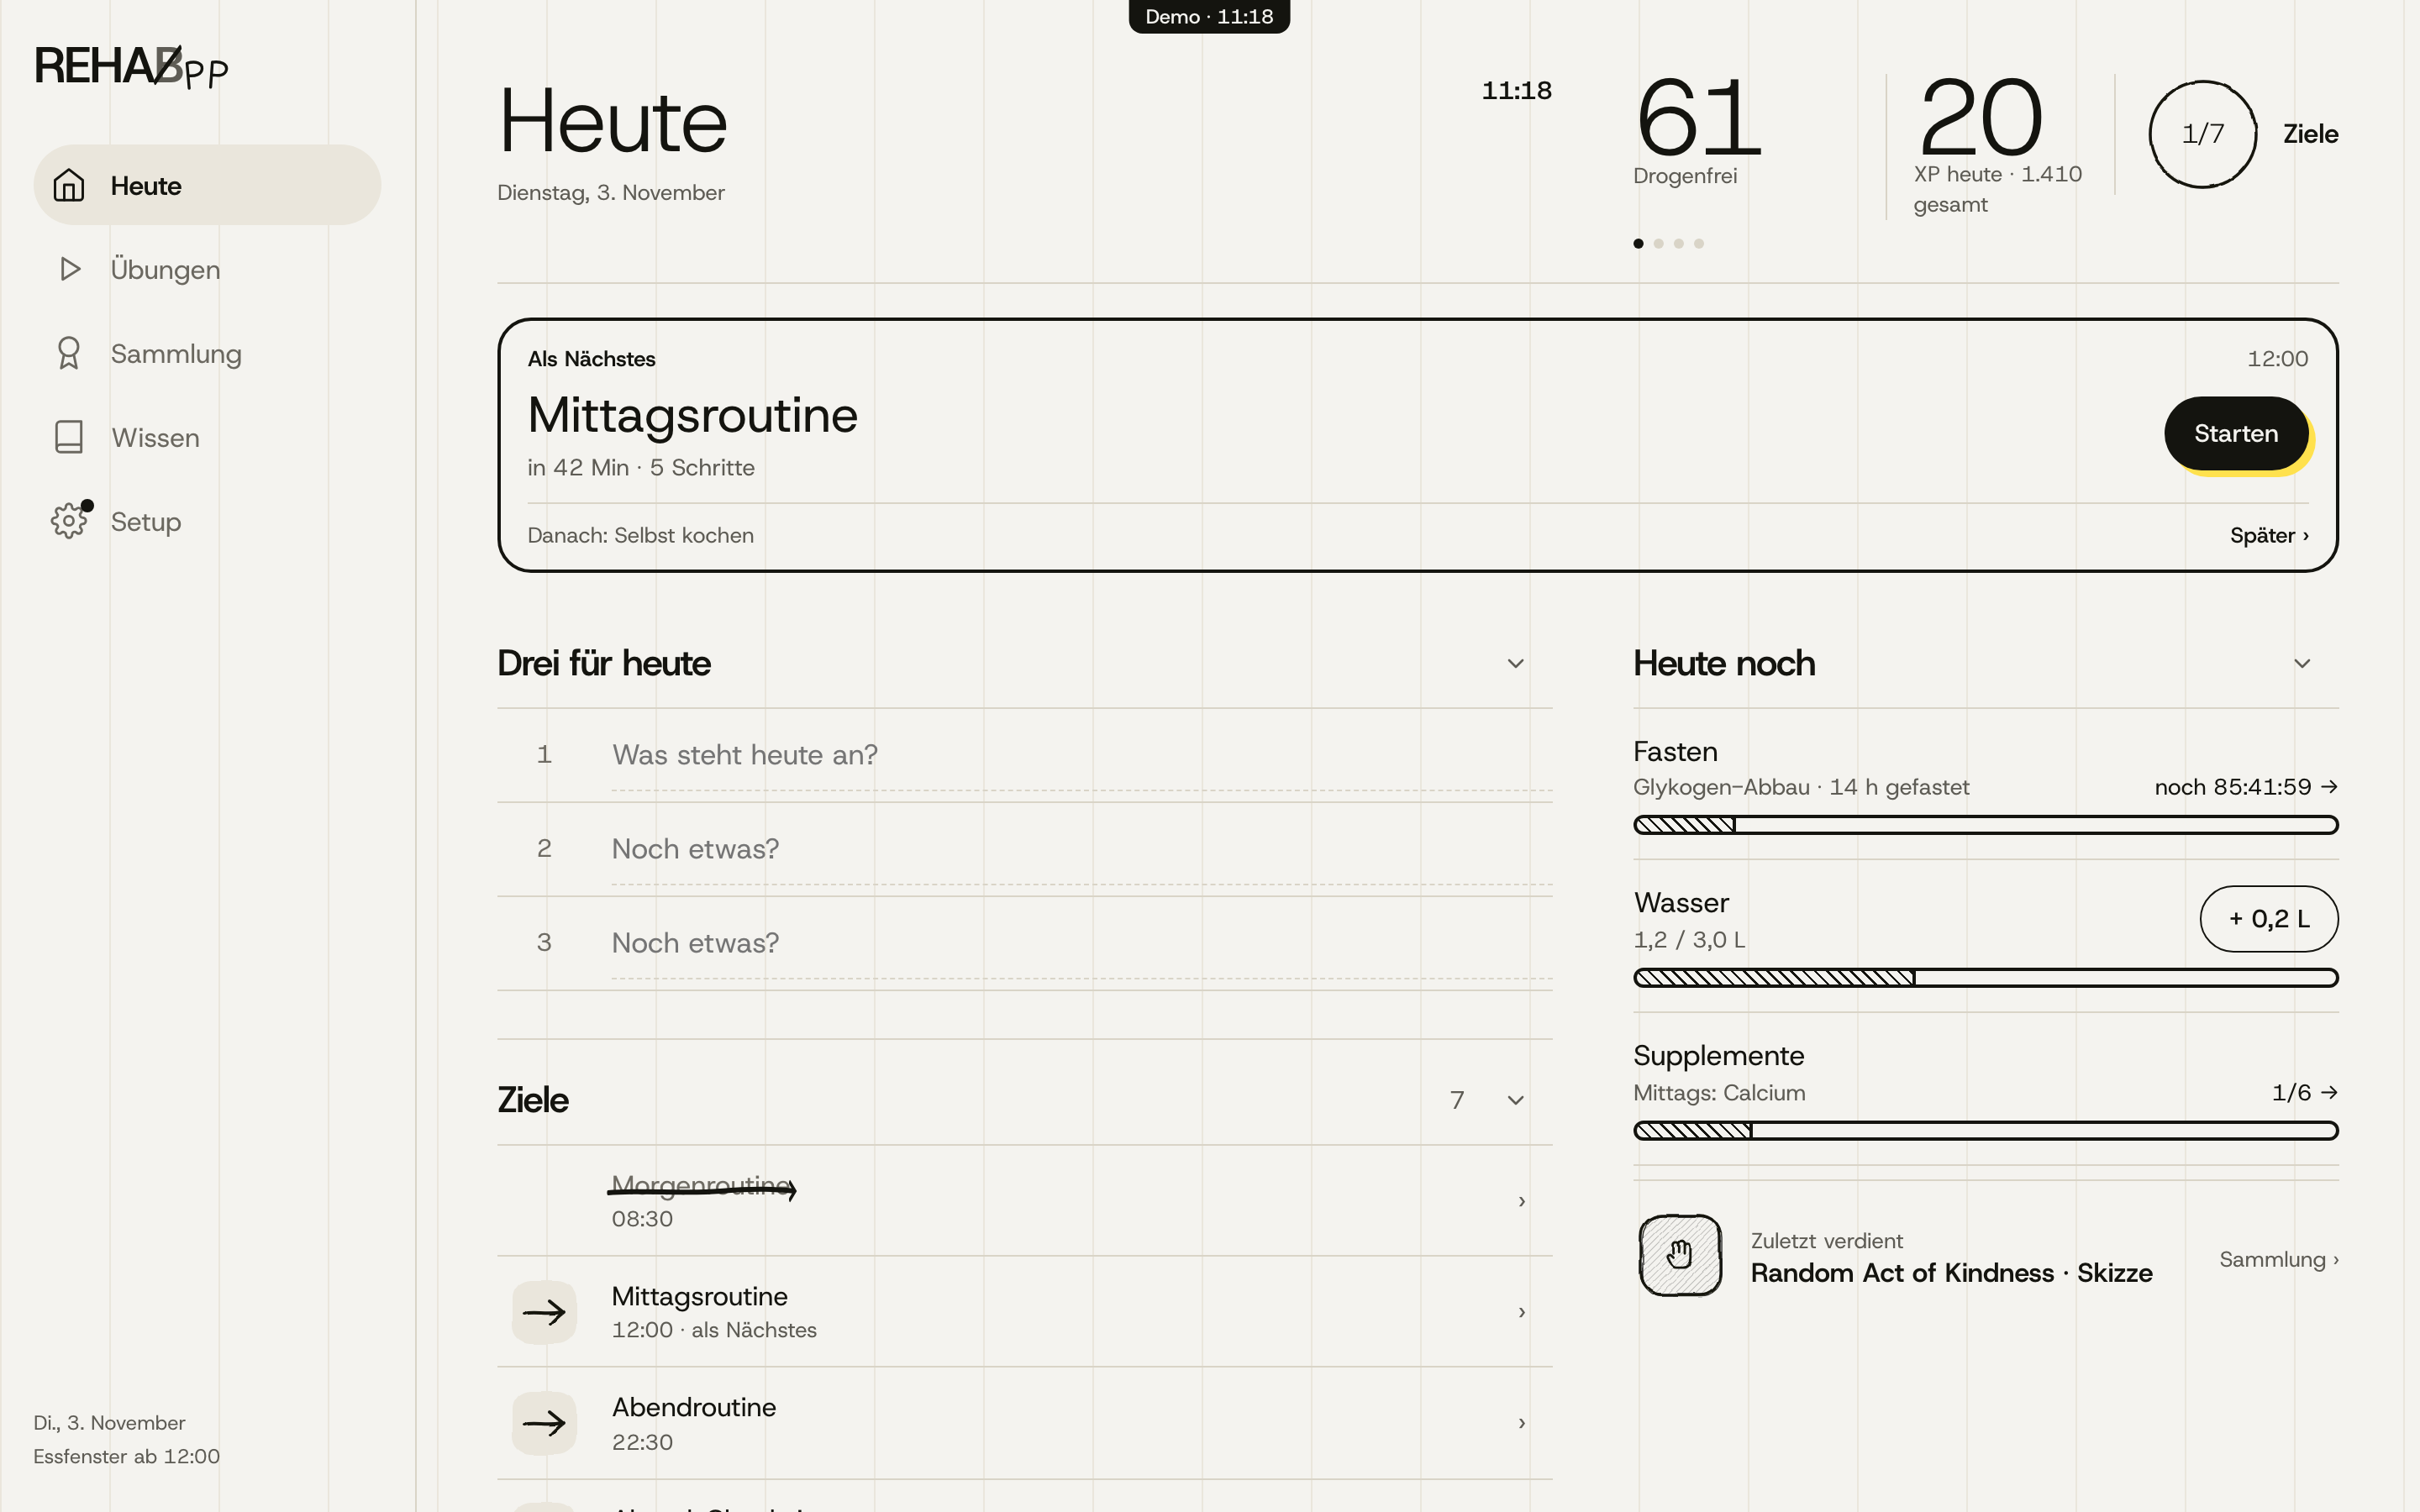 Demo · 11:18
REHABPP
Heute
Übungen
Sammlung
Wissen
Setup
Di., 3. November
Essfenster ab 12:00
Heute
11:18
Dienstag, 3. November
61
Drogenfrei
20
XP heute · 1.410
gesamt
1/7
Ziele
Als Nächstes
12:00
Mittagsroutine
Starten
in 42 Min · 5 Schritte
Danach: Selbst kochen
Später ›
Drei für heute
1 Was steht heute an?
2 Noch etwas?
3 Noch etwas?
Ziele
7
Morgenroutine
08:30
Mittagsroutine
12:00 · als Nächstes
Abendroutine
22:30
Heute noch
Fasten
Glykogen-Abbau · 14 h gefastet
noch 85:41:59 →
Wasser
1,2 / 3,0 L
+ 0,2 L
Supplemente
Mittags: Calcium
1/6 →
Zuletzt verdient
Random Act of Kindness · Skizze
Sammlung ›